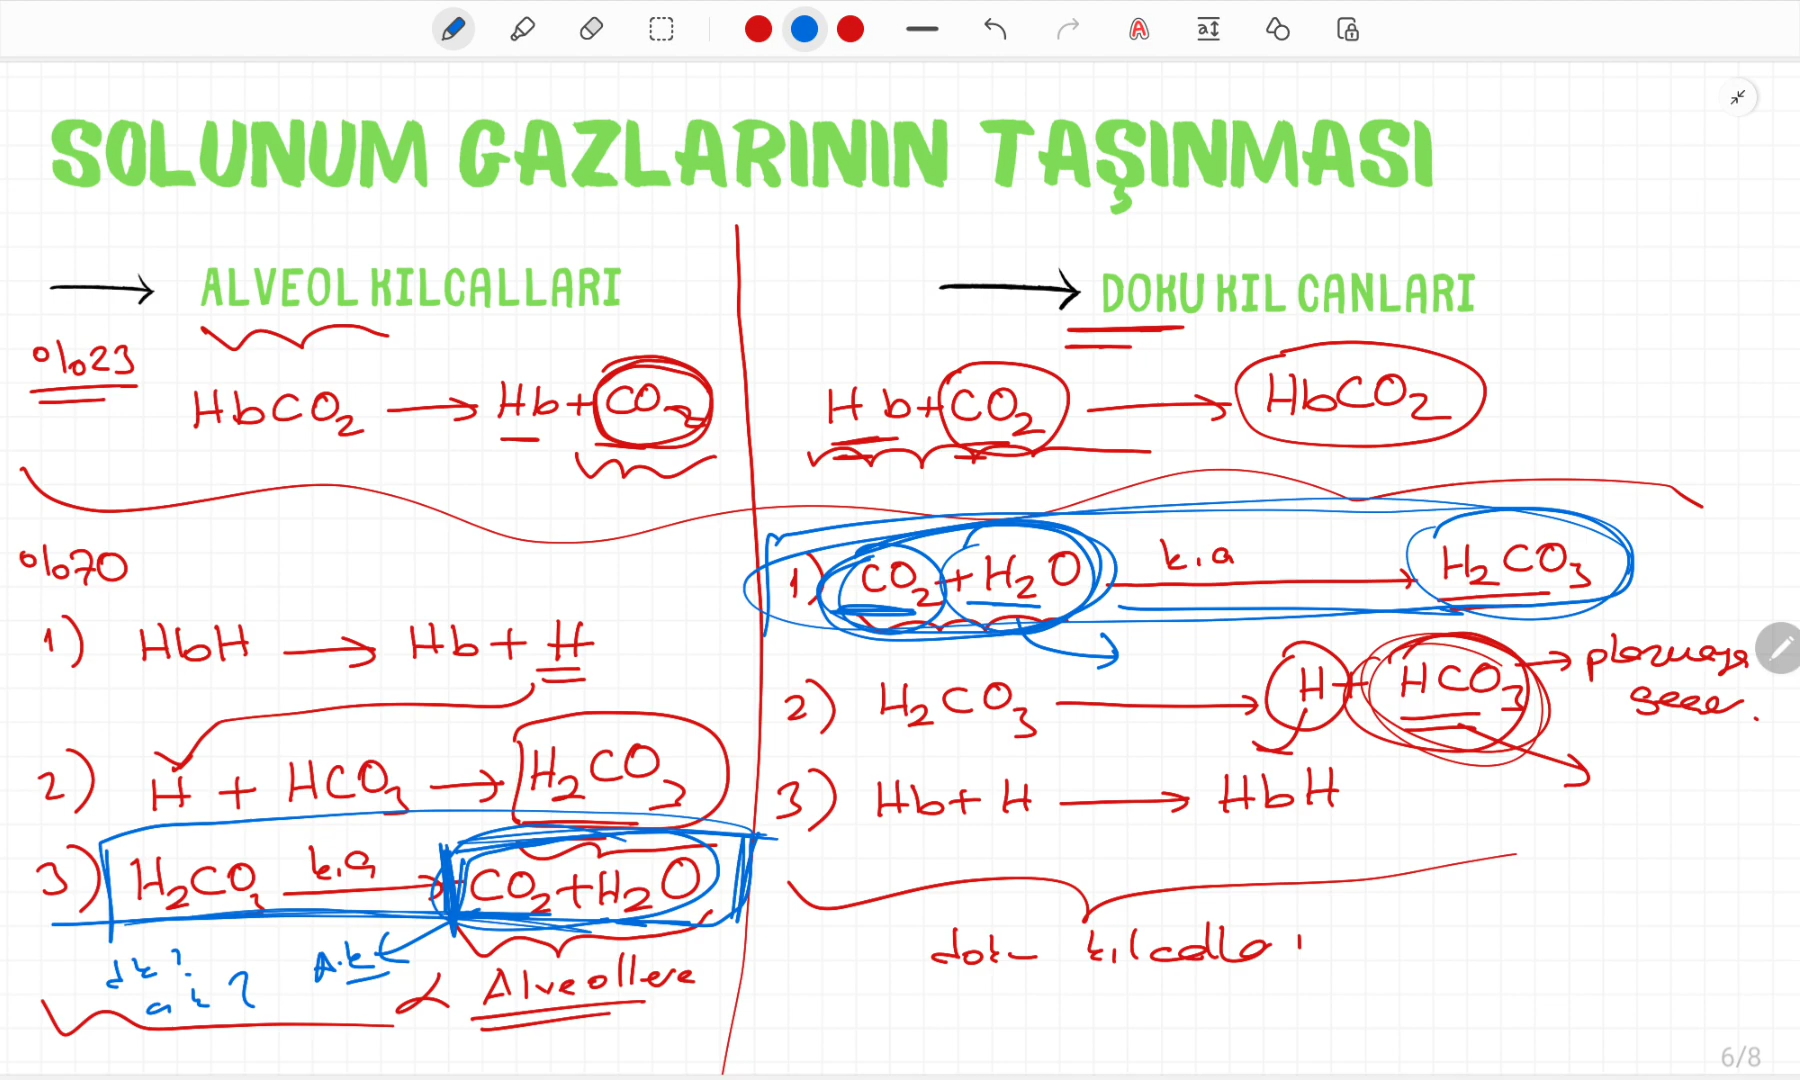 SOLUNUM GAZLARININ TAŞINMASI
ALVEOL KILCALLARI
%23
HbCO2 → Hb+CO2
%70
1) HbH → Hb+H
2) H + HCO3 → H2CO3
3) H2CO3 k.a → CO2+H2O
dk?
ak?
A.k
Alveollere
DOKU KIL CANLARI
Hb+CO2 → HbCO2
1) CO2+H2O k.a → H2CO3
2) H2CO3 → H+HCO3 → plazmaya
geçer.
3) Hb+H → HbH
doku kılcalları
6/8